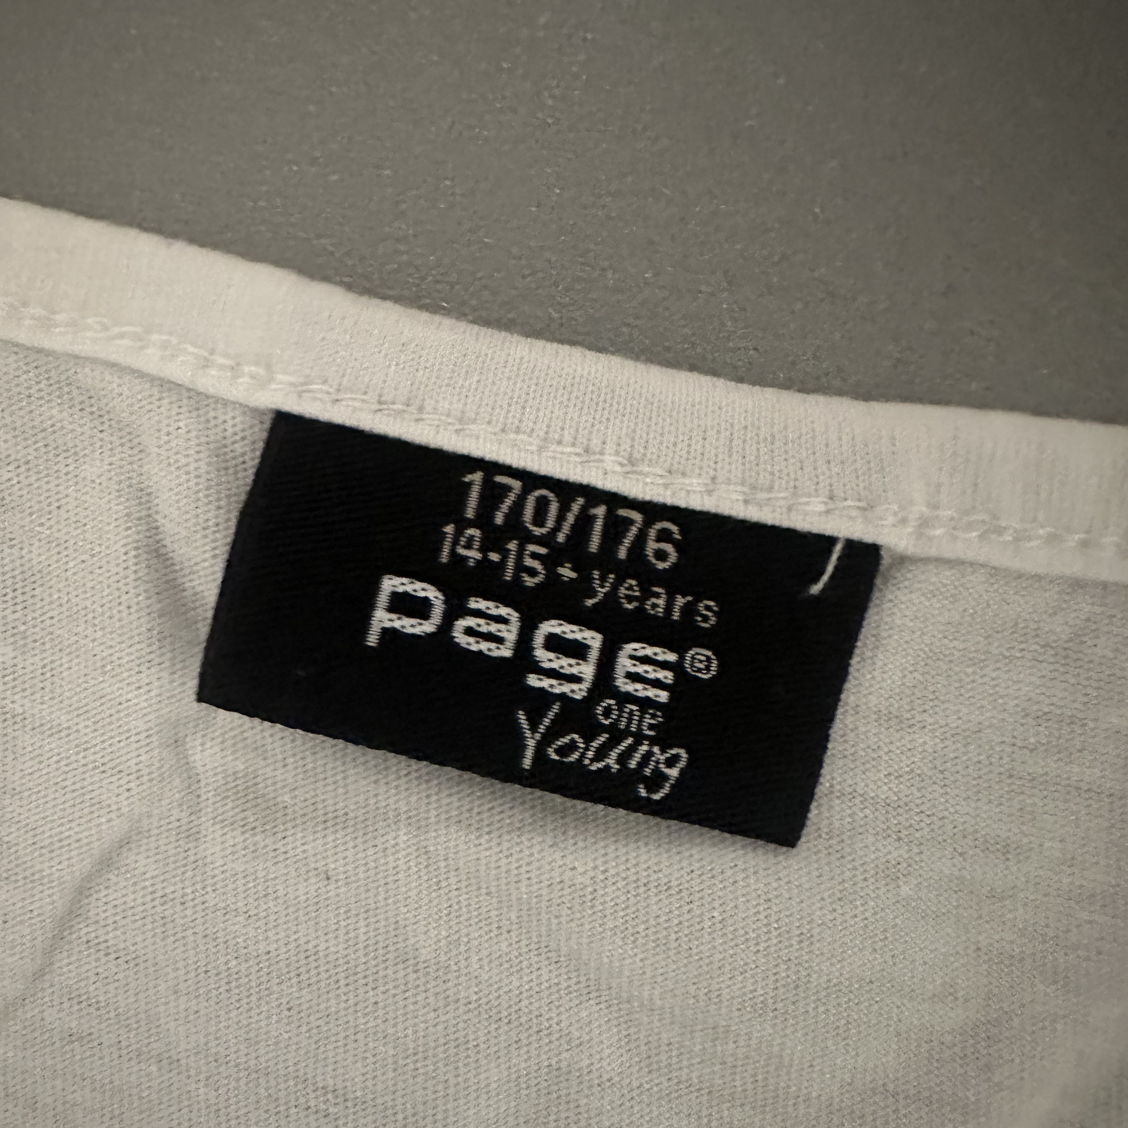 170/176
14-15+ years
page®
one
Young